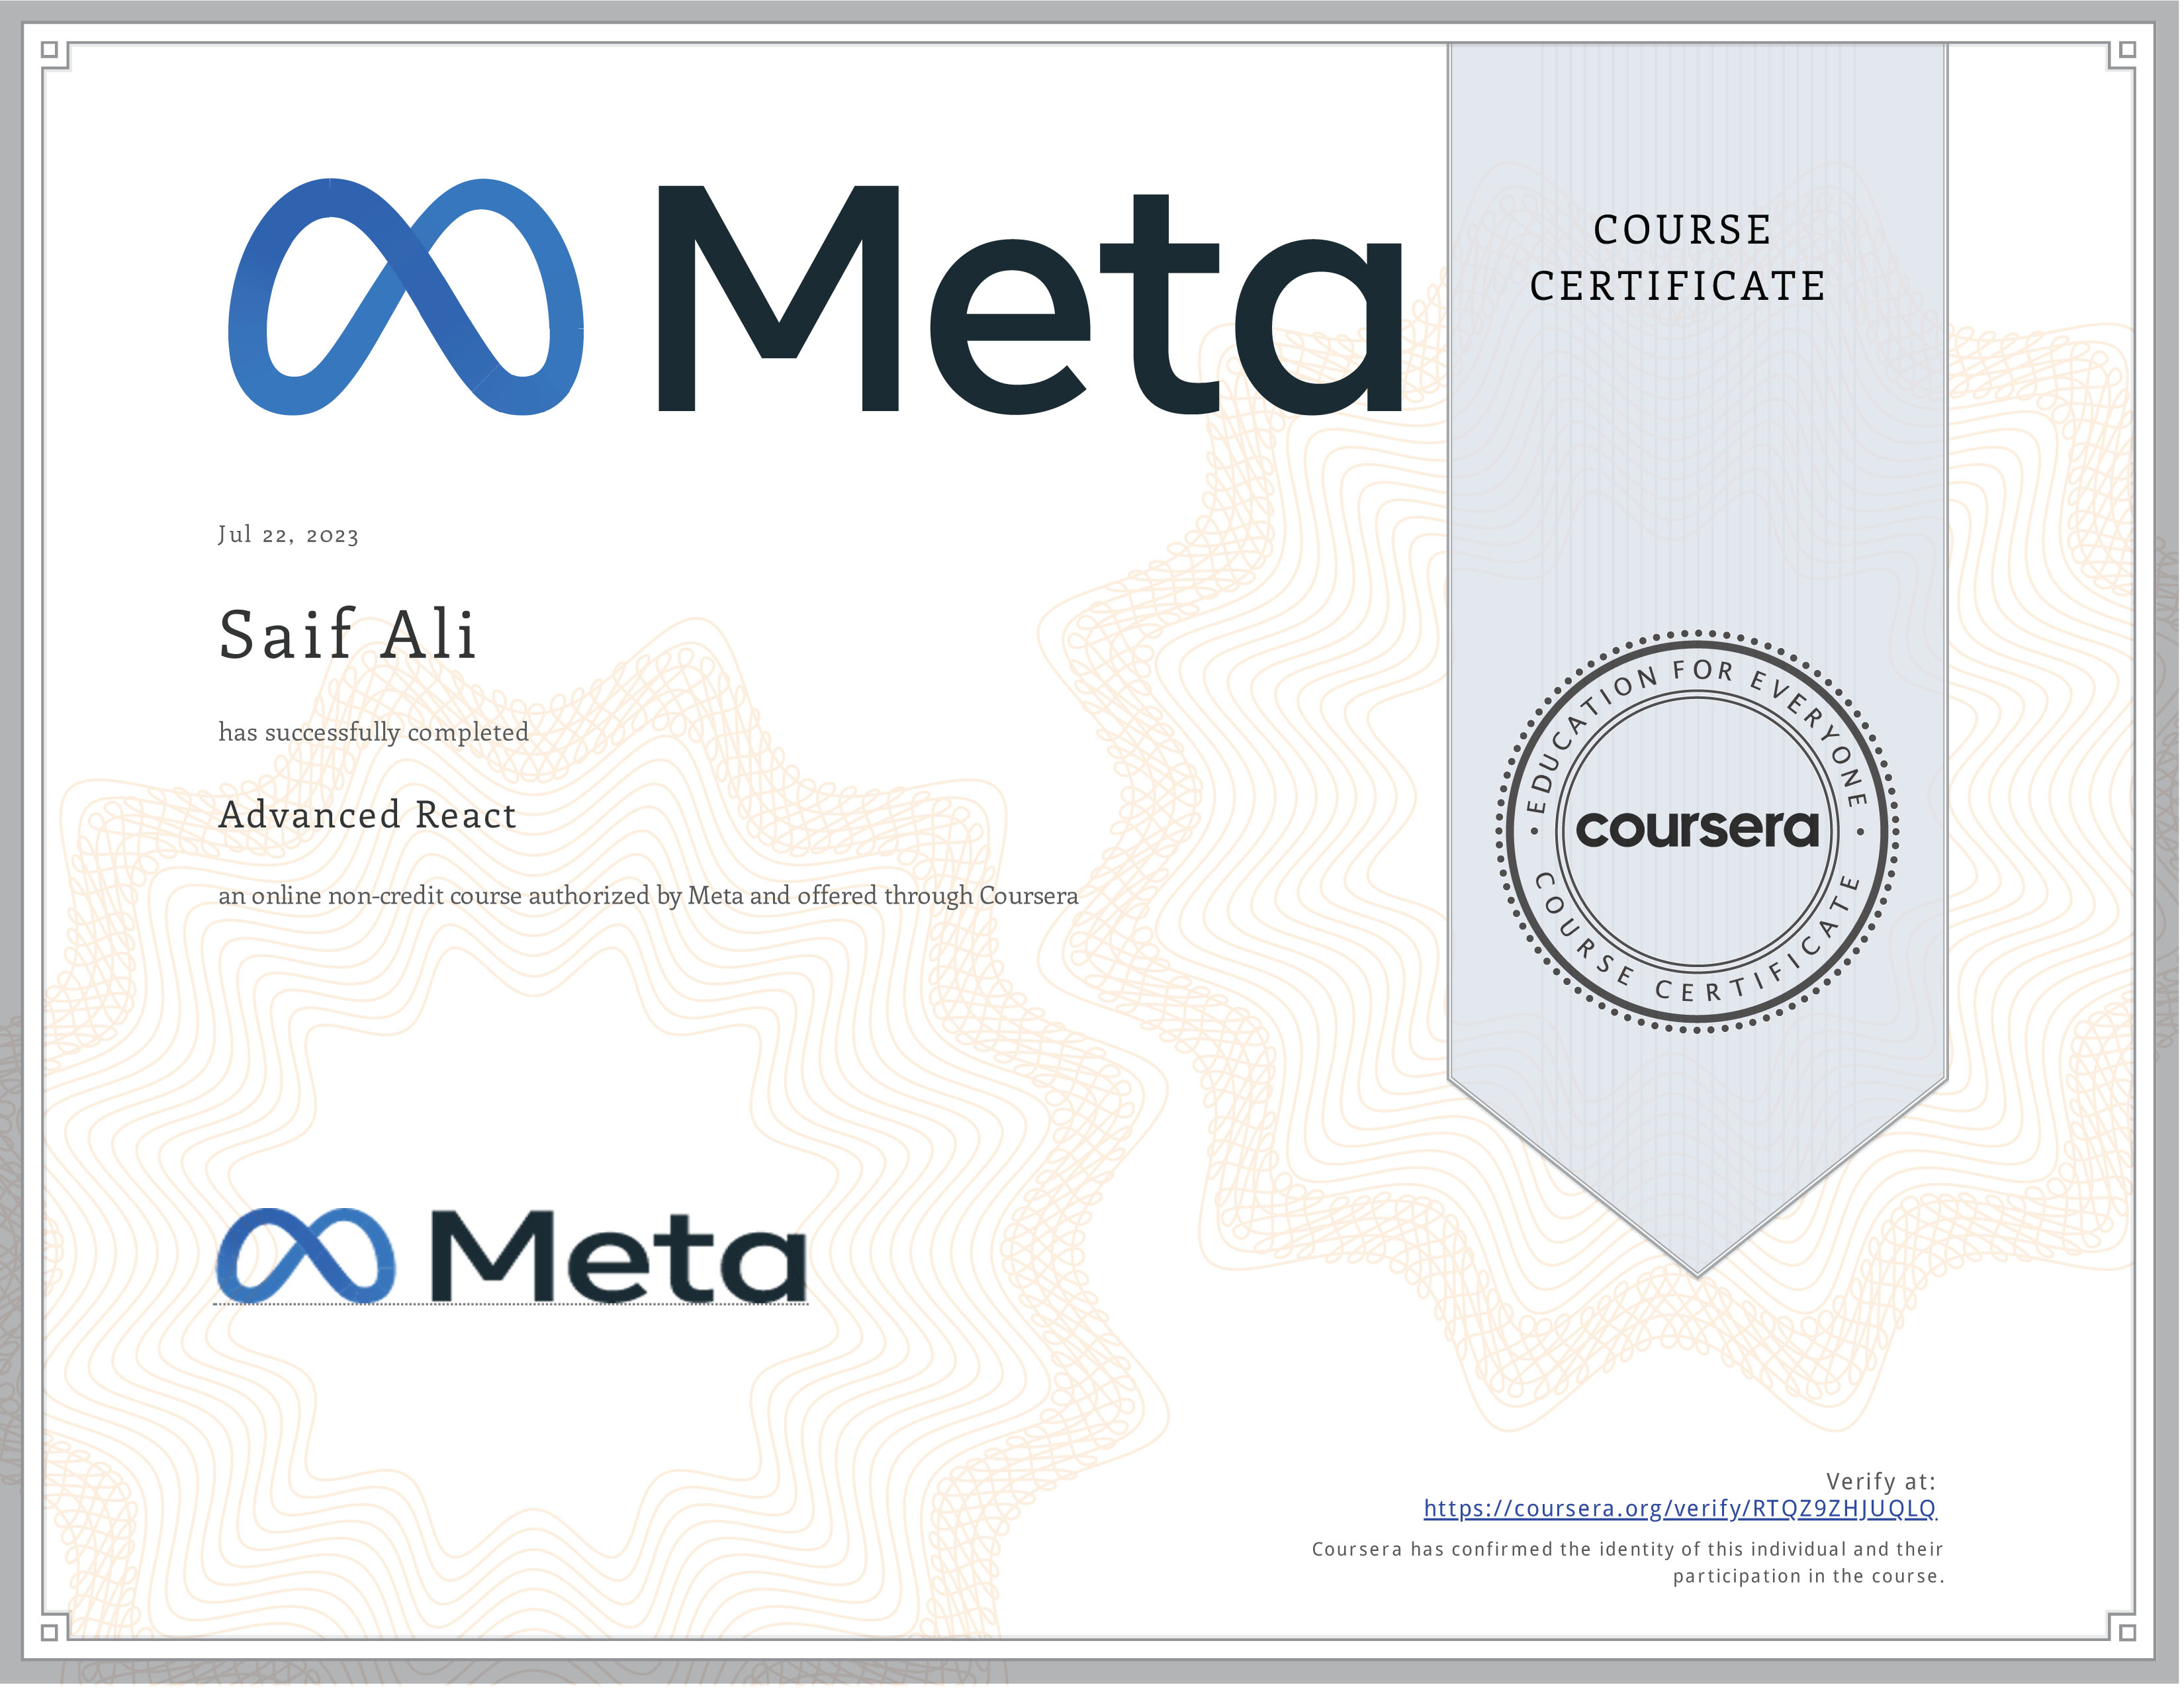 Meta
COURSE
CERTIFICATE
Jul 22, 2023
Saif Ali
has successfully completed
Advanced React
an online non-credit course authorized by Meta and offered through Coursera
EDUCATION FOR EVERYONE
coursera
COURSE CERTIFICATE
Meta
Verify at:
https://coursera.org/verify/RTQZ9ZHJUQLQ
Coursera has confirmed the identity of this individual and their
participation in the course.